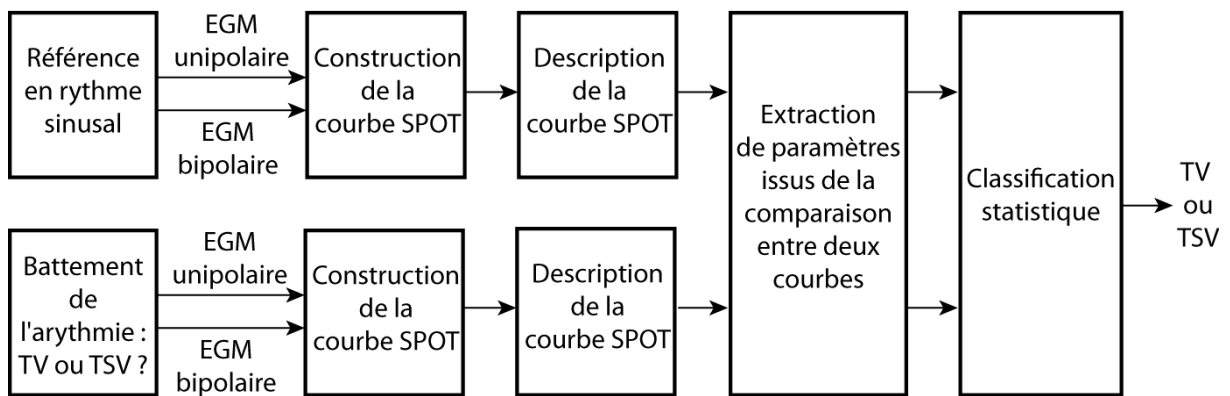 Référence
en rythme
sinusal
EGM
unipolaire
EGM
bipolaire
Construction
de la
courbe SPOT
Description
de la
courbe SPOT
Battement
de
l'arythmie :
TV ou TSV ?
EGM
unipolaire
EGM
bipolaire
Construction
de la
courbe SPOT
Description
de la
courbe SPOT
Extraction
de paramètres
issus de la
comparaison
entre deux
courbes
Classification
statistique
TV
ou
TSV